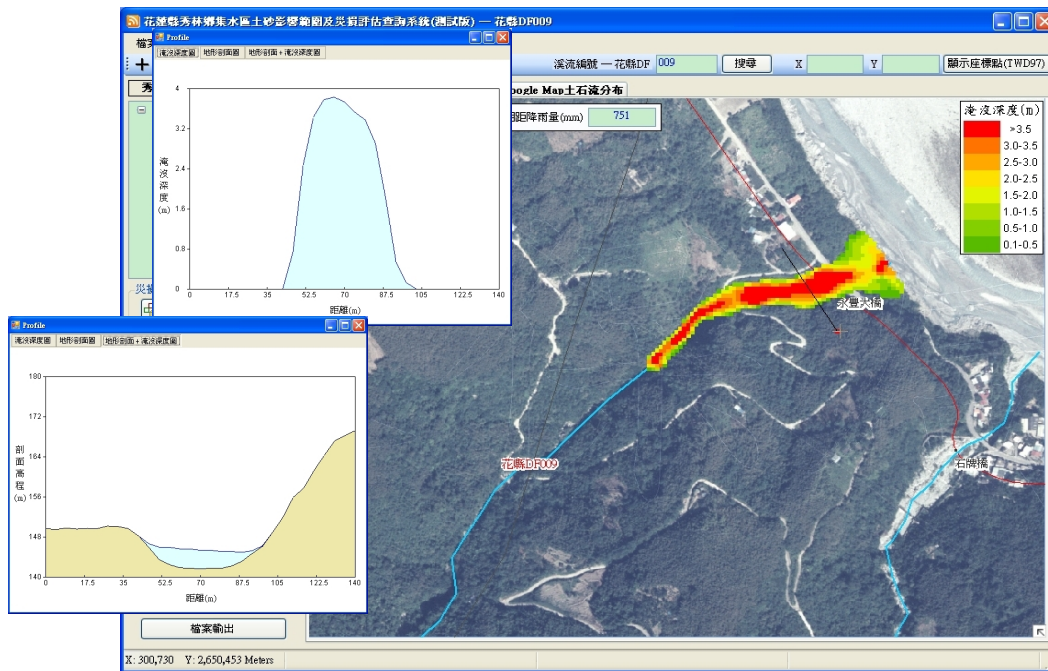 花蓮縣秀林鄉集水區土砂影響範圍及災損評估查詢系統(測試版) — 花縣DF009
檔案
溪流編號 — 花縣DF 009 搜尋 X Y 顯示座標點(TWD97)
秀
oogle Map土石流分布
距降雨量(mm) 751
Profile
淹沒深度圖 地形剖面圖 地形剖面+淹沒深度圖
4
3.2
2.4
1.6
0.8
0
淹沒深度(m)
0 17.5 35 52.5 70 87.5 105 122.5 140
距離(m)
淹沒深度(m)
>3.5
3.0-3.5
2.5-3.0
2.0-2.5
1.5-2.0
1.0-1.5
0.5-1.0
0.1-0.5
永豐大橋
花縣DF009
石牌橋
災損
Profile
淹沒深度圖 地形剖面圖 地形剖面+淹沒深度圖
180
172
164
156
148
140
剖面高程(m)
0 17.5 35 52.5 70 87.5 105 122.5 140
距離(m)
檔案輸出
X: 300,730 Y: 2,650,453 Meters